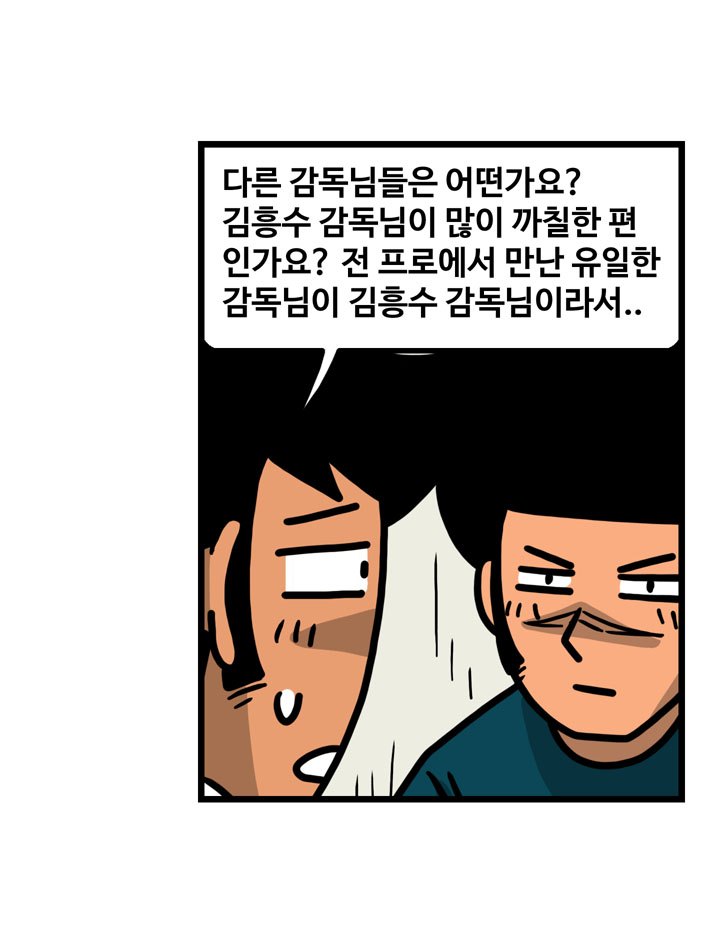 다른 감독님들은 어떤가요?
김흥수 감독님이 많이 까칠한 편
인가요? 전 프로에서 만난 유일한
감독님이 김흥수 감독님이라서..